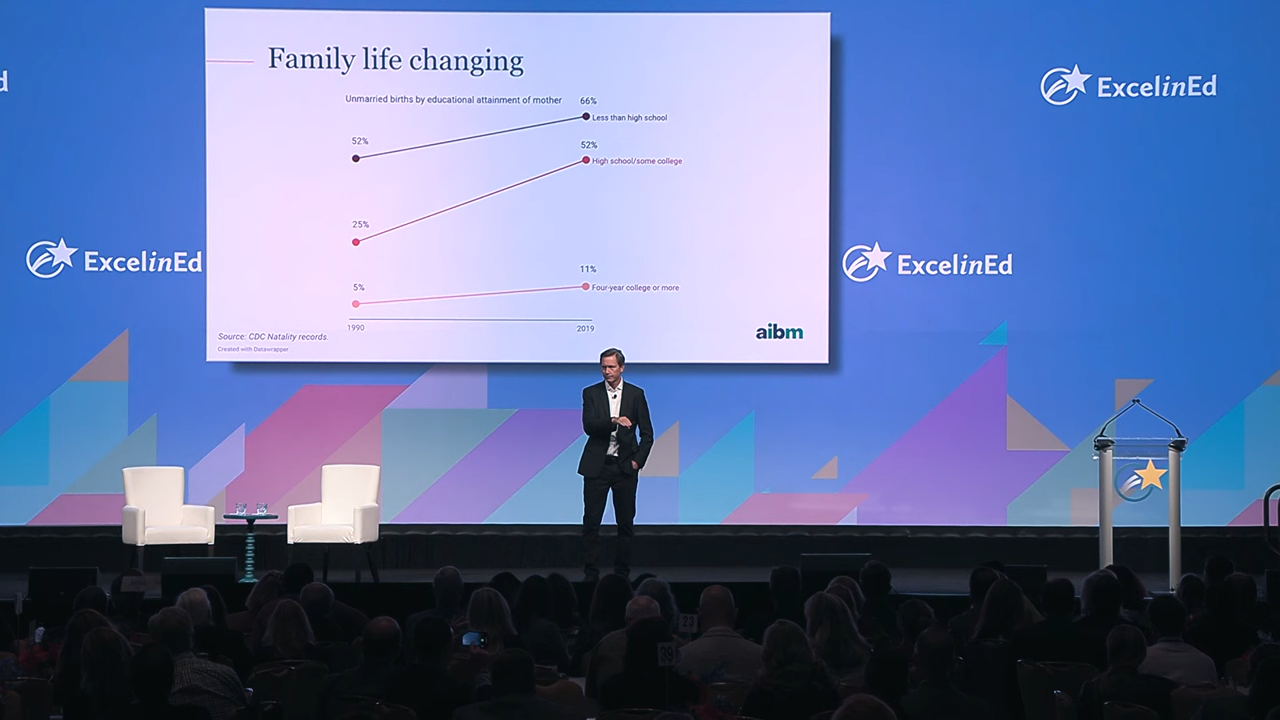 Family life changing
Unmarried births by educational attainment of mother
66%
Less than high school
52%
52%
High school/some college
25%
11%
Four-year college or more
5%
1990
2019
Source: CDC Natality records.
Created with Datawrapper
aibm
d
ExcelinEd
ExcelinEd
ExcelinEd
23
39